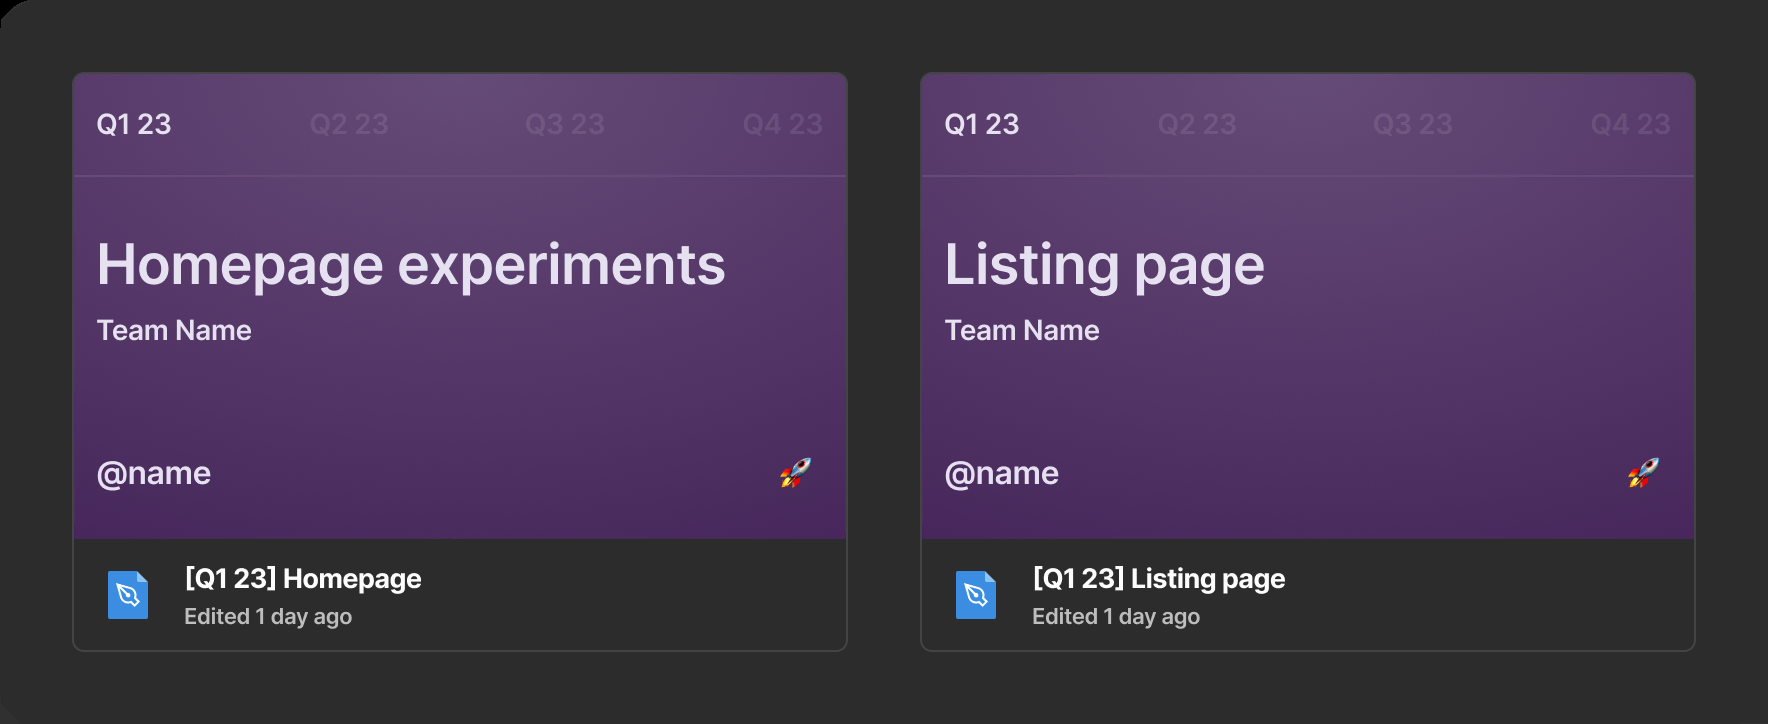 Q1 23 Q2 23 Q3 23 Q4 23
Homepage experiments
Team Name
@name
[Q1 23] Homepage
Edited 1 day ago
Q1 23 Q2 23 Q3 23 Q4 23
Listing page
Team Name
@name
[Q1 23] Listing page
Edited 1 day ago